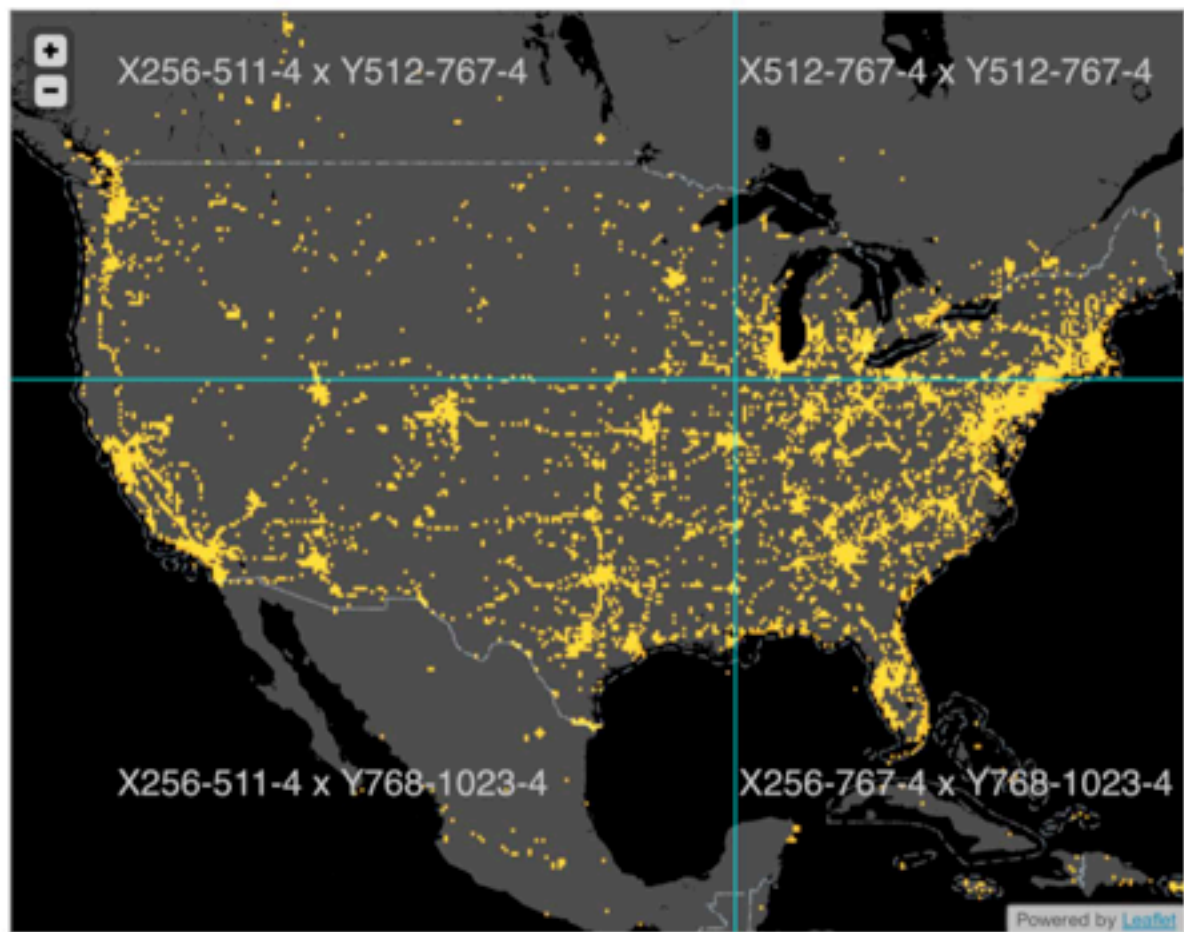 +
X256-511-4 x Y512-767-4
X512-767-4 x Y512-767-4
-
X256-511-4 x Y768-1023-4
X256-767-4 x Y768-1023-4
Powered by Leaflet